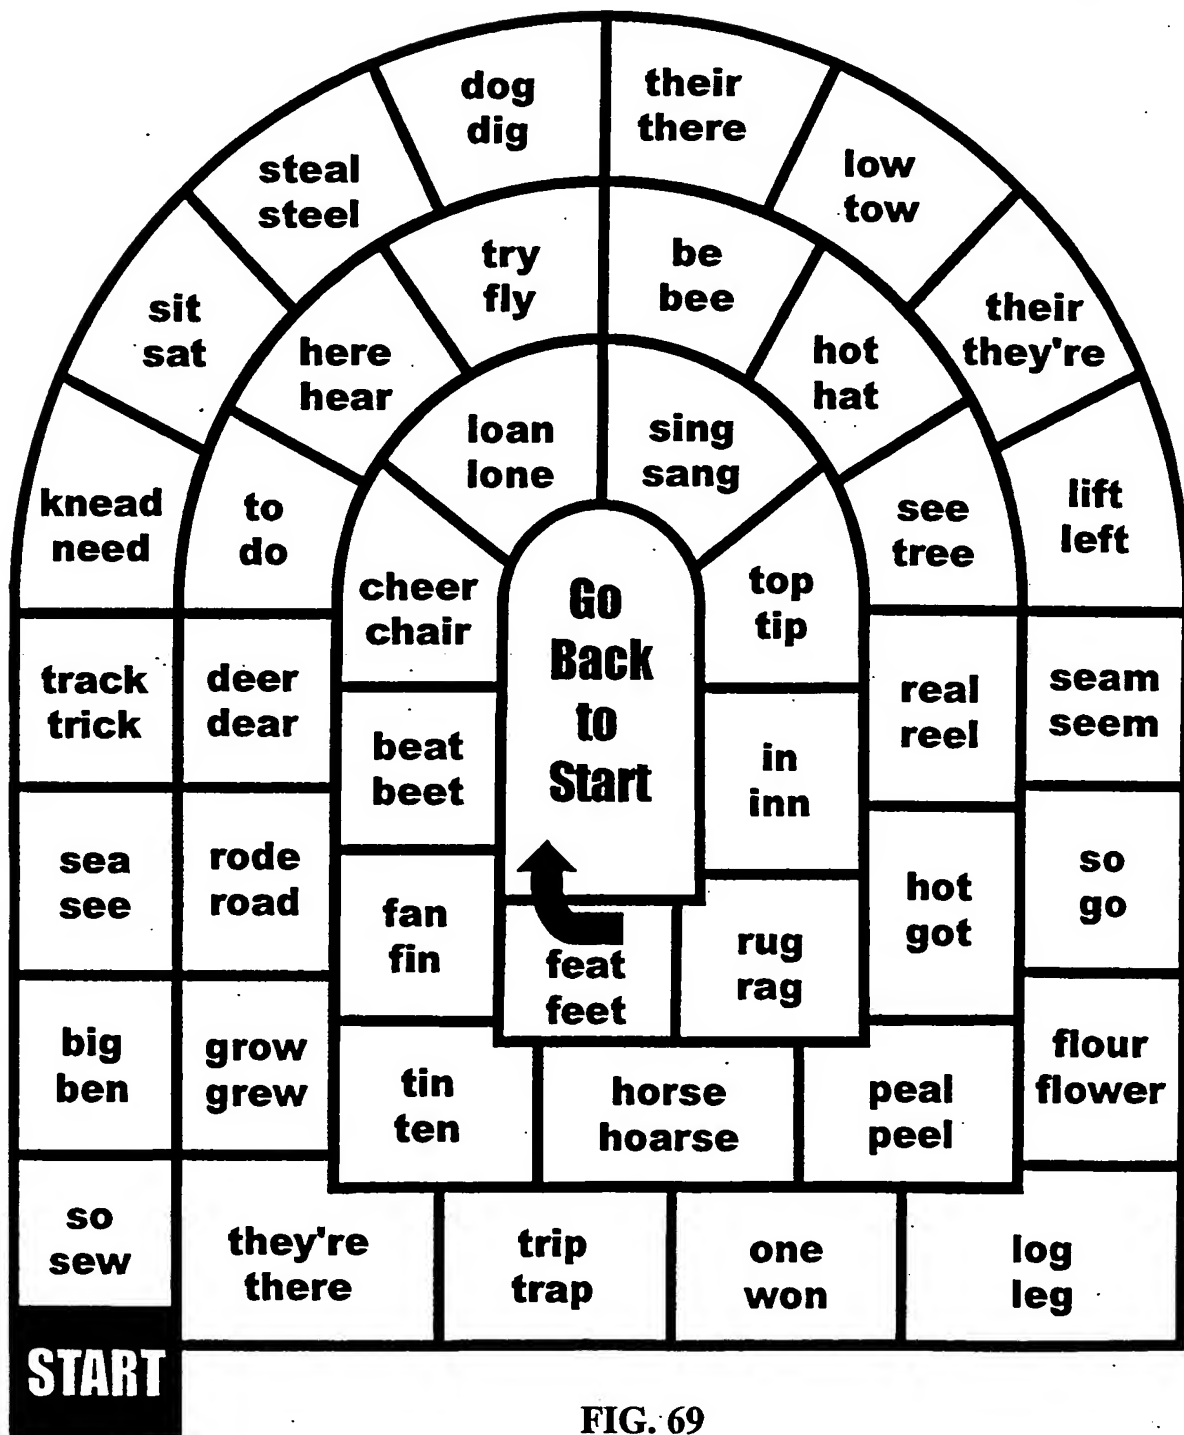 START
so
sew
big
ben
sea
see
track
trick
knead
need
sit
sat
steal
steel
dog
dig
their
there
low
tow
their
they're
lift
left
seam
seem
so
go
flour
flower
log
leg
one
won
trip
trap
they're
there
grow
grew
rode
road
deer
dear
to
do
here
hear
try
fly
be
bee
hot
hat
see
tree
real
reel
hot
got
peal
peel
horse
hoarse
tin
ten
fan
fin
beat
beet
cheer
chair
loan
lone
sing
sang
top
tip
in
inn
rug
rag
feat
feet
Go
Back
to
Start
FIG. 69